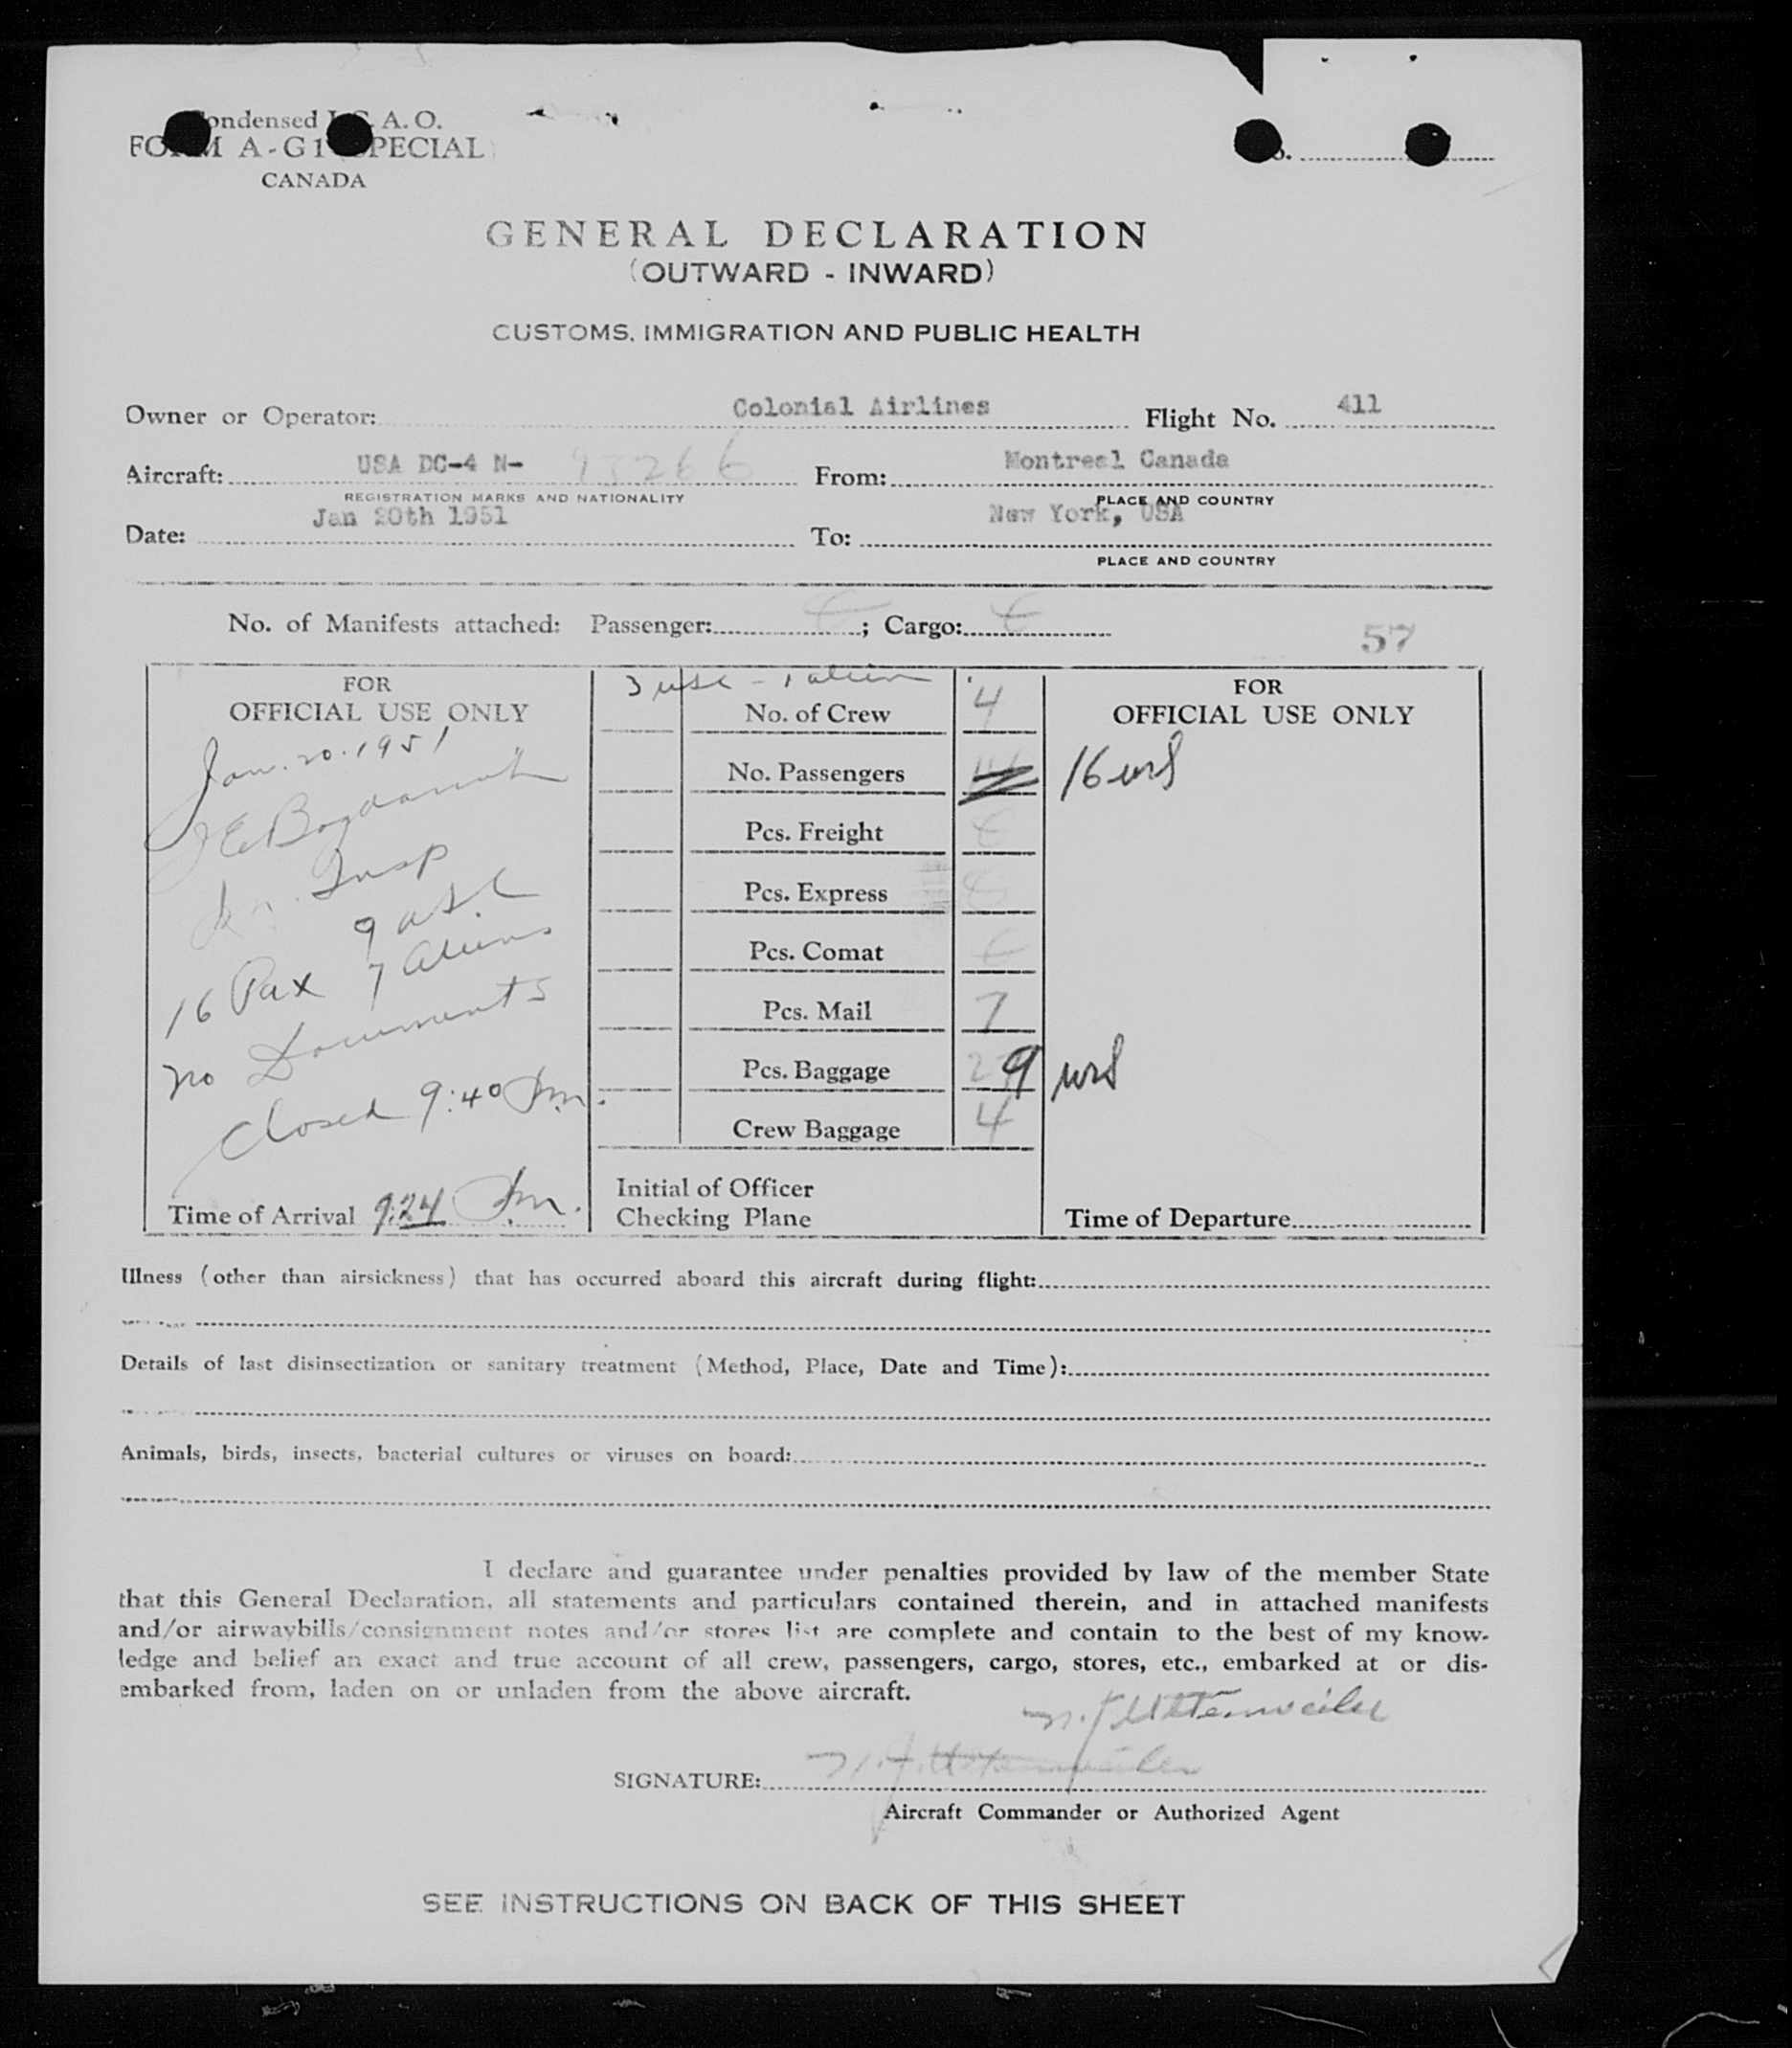 Condensed I.C.A.O. No. ........
FORM A-G1 (SPECIAL)
CANADA
GENERAL DECLARATION
(OUTWARD - INWARD)
CUSTOMS, IMMIGRATION AND PUBLIC HEALTH
Owner or Operator: Colonial Airlines Flight No. 411
Aircraft: USA DC-4 N- From: Montreal Canada
REGISTRATION MARKS AND NATIONALITY PLACE AND COUNTRY
Date: Jan 20th 1951 To: New York, USA
PLACE AND COUNTRY
No. of Manifests attached: Passenger: ; Cargo:
57
FOR
OFFICIAL USE ONLY
Jan. 20. 1951
Insp
9 USC
16 Pax 7 aliens
no Documents
Closed 9:40 Pm.
Time of Arrival 9:24 Pm.
3 usc - 1 alien
No. of Crew 4
No. Passengers
Pcs. Freight
Pcs. Express
Pcs. Comat
Pcs. Mail 7
Pcs. Baggage 9
Crew Baggage 4
Initial of Officer
Checking Plane
FOR
OFFICIAL USE ONLY
16 wrs
wrs
Time of Departure
Illness (other than airsickness) that has occurred aboard this aircraft during flight:
Details of last disinsectization or sanitary treatment (Method, Place, Date and Time):
Animals, birds, insects, bacterial cultures or viruses on board:
I declare and guarantee under penalties provided by law of the member State
that this General Declaration, all statements and particulars contained therein, and in attached manifests
and/or airwaybills/consignment notes and/or stores list are complete and contain to the best of my know-
ledge and belief an exact and true account of all crew, passengers, cargo, stores, etc., embarked at or dis-
embarked from, laden on or unladen from the above aircraft.
SIGNATURE:
Aircraft Commander or Authorized Agent
SEE INSTRUCTIONS ON BACK OF THIS SHEET